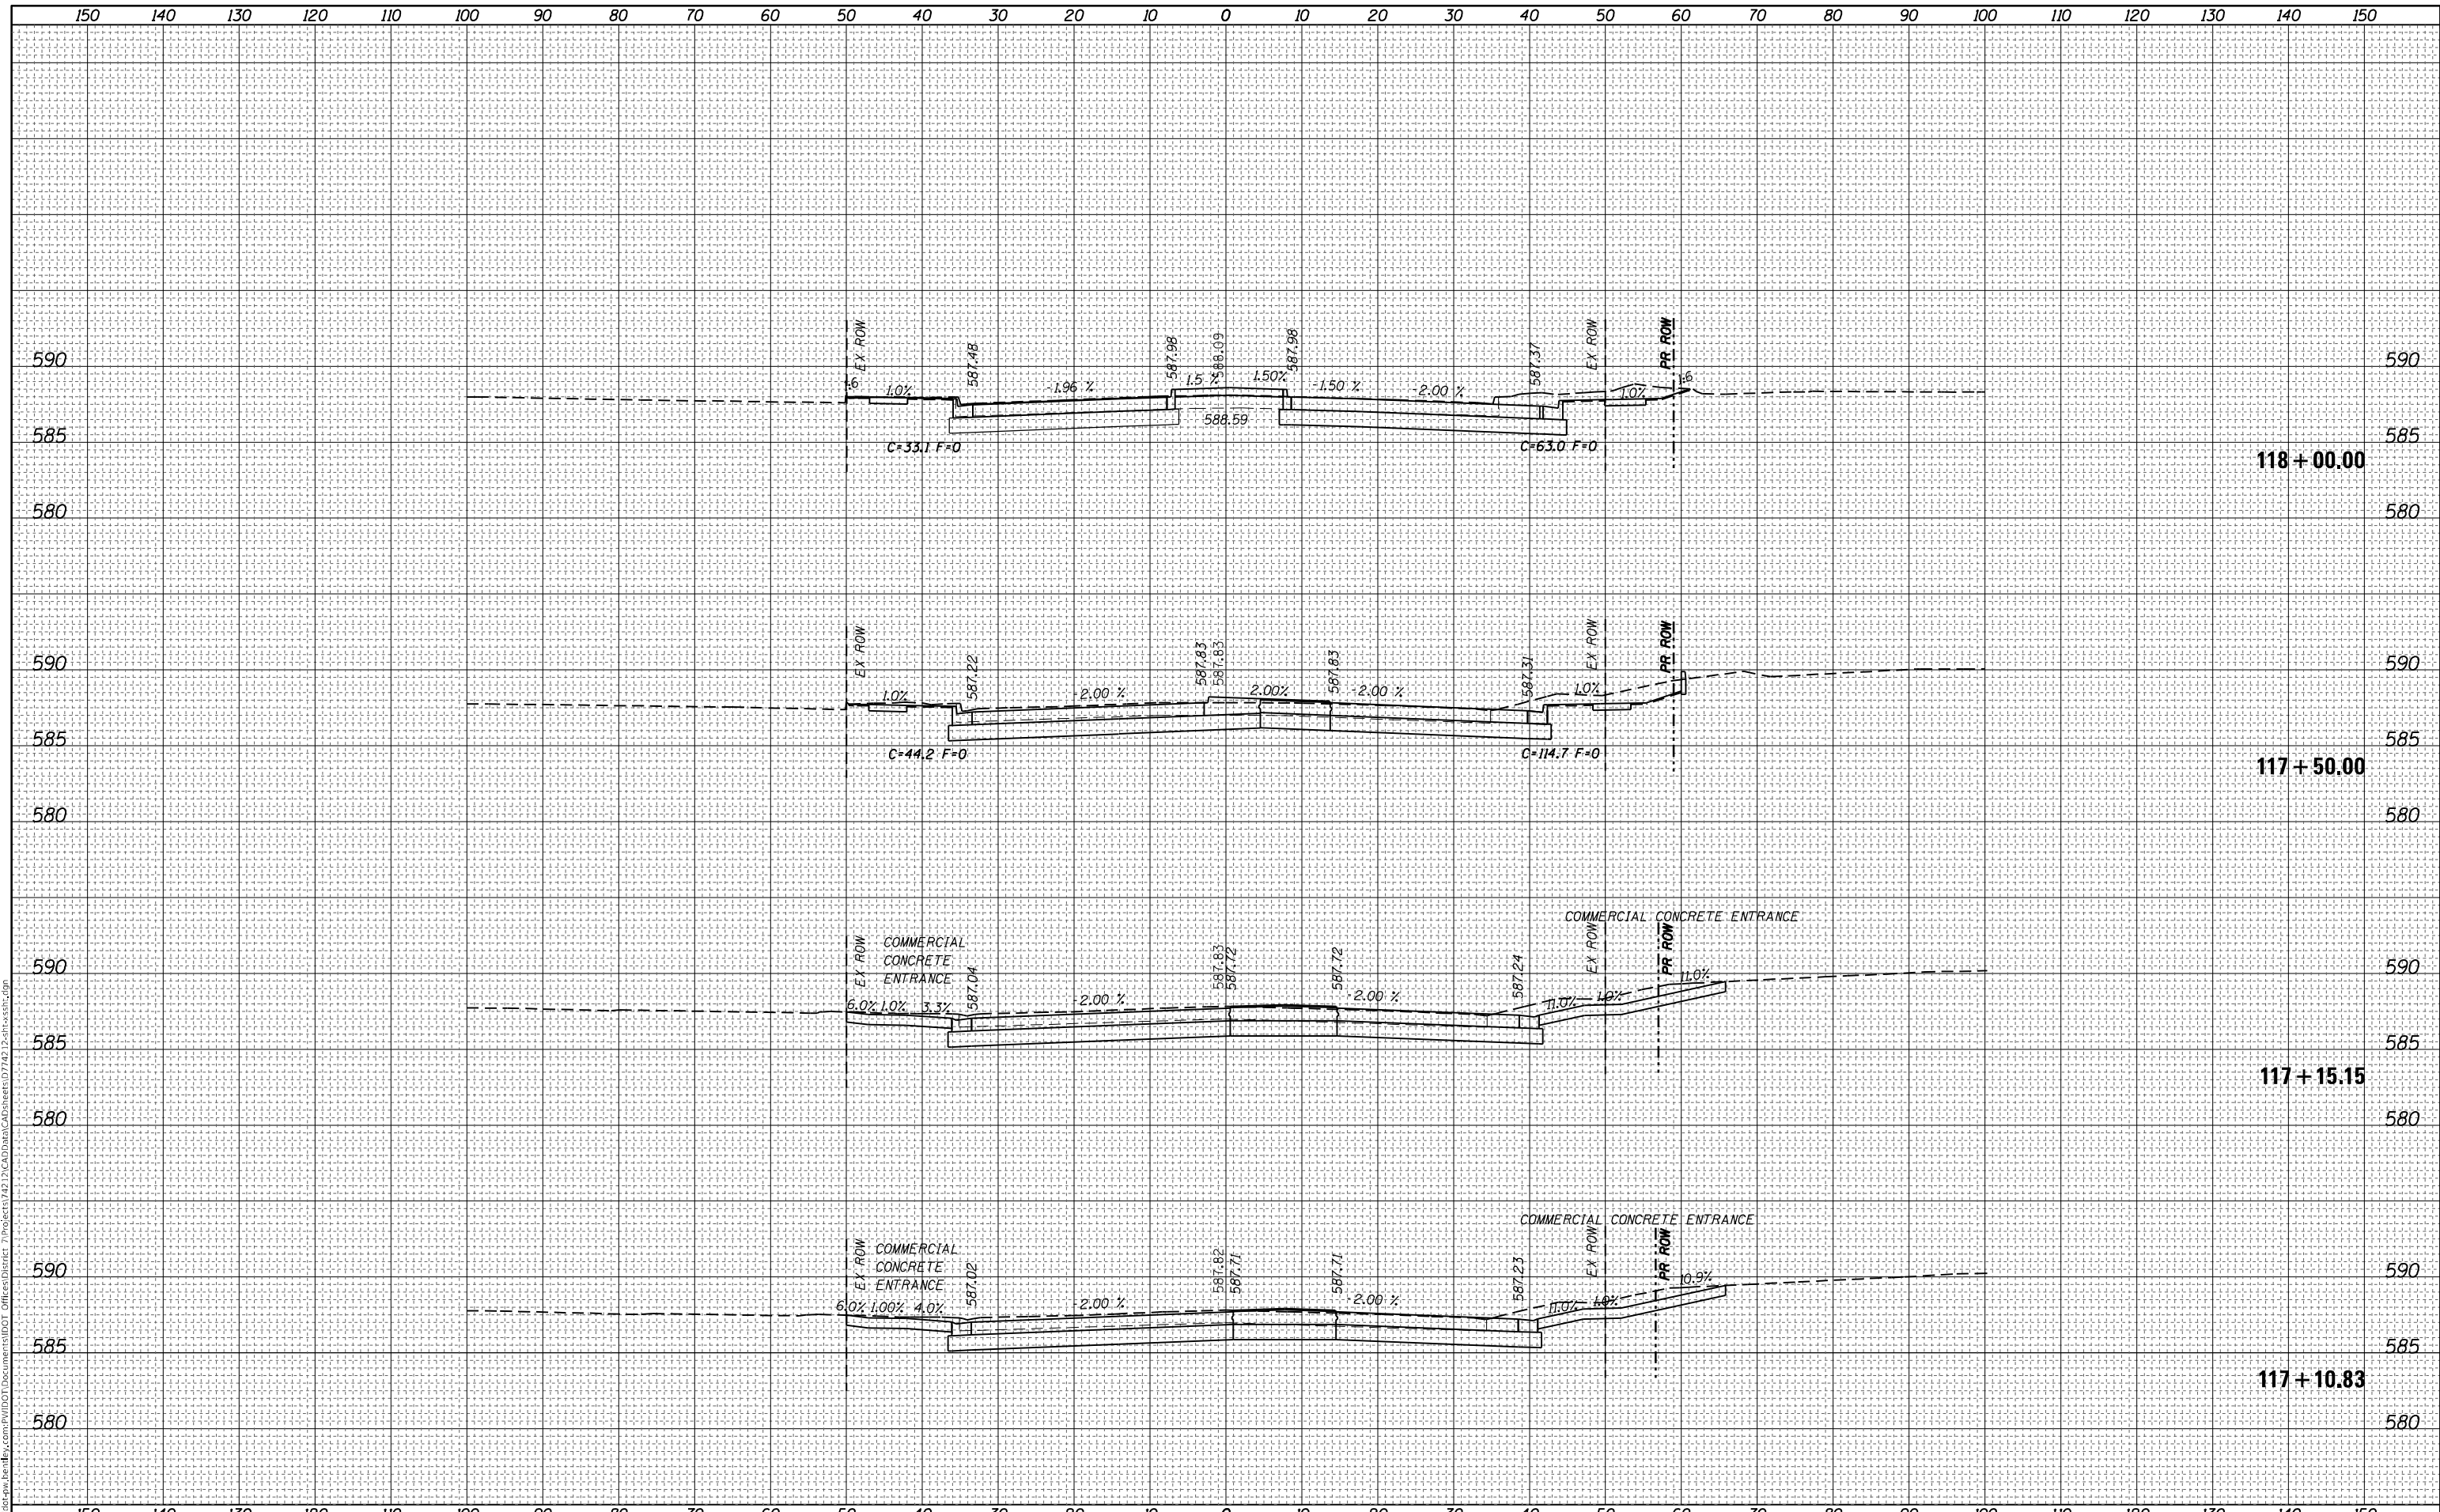 150 140 130 120 110 100 90 80 70 60 50 40 30 20 10 0 10 20 30 40 50 60 70 80 90 100 110 120 130 140 150
EX ROW 587.48 587.98 588.09 587.98 587.37 EX ROW PR ROW
590 590
1.0% -1.96 % 1.5 % 1.50% -1.50 % -2.00 % 1.0% 1:6
588.59
585 585
C=33.1 F=0 C=63.0 F=0
118+00.00
580 580
EX ROW 587.22 587.83 587.83 587.83 587.31 EX ROW PR ROW
590 590
1.0% -2.00 % 2.00% -2.00 % 1.0%
585 585
C=44.2 F=0 C=114.7 F=0
117+50.00
580 580
COMMERCIAL CONCRETE ENTRANCE
EX ROW COMMERCIAL
CONCRETE
ENTRANCE
587.04 587.83 587.72 587.72 587.24 EX ROW PR ROW
590 590
6.0% 1.0% 3.3% -2.00 % -2.00 % 11.0% 1.0% 11.0%
585 585
117+15.15
580 580
COMMERCIAL CONCRETE ENTRANCE
EX ROW COMMERCIAL
CONCRETE
ENTRANCE
587.02 587.82 587.71 587.71 587.23 EX ROW PR ROW
590 590
6.0% 1.00% 4.0% -2.00 % -2.00 % 11.0% 1.0% 10.9%
585 585
117+10.83
580 580